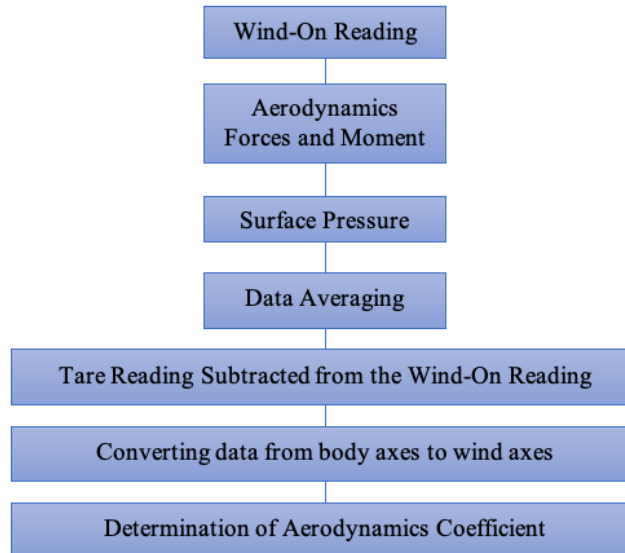 Wind-On Reading
Aerodynamics
Forces and Moment
Surface Pressure
Data Averaging
Tare Reading Subtracted from the Wind-On Reading
Converting data from body axes to wind axes
Determination of Aerodynamics Coefficient